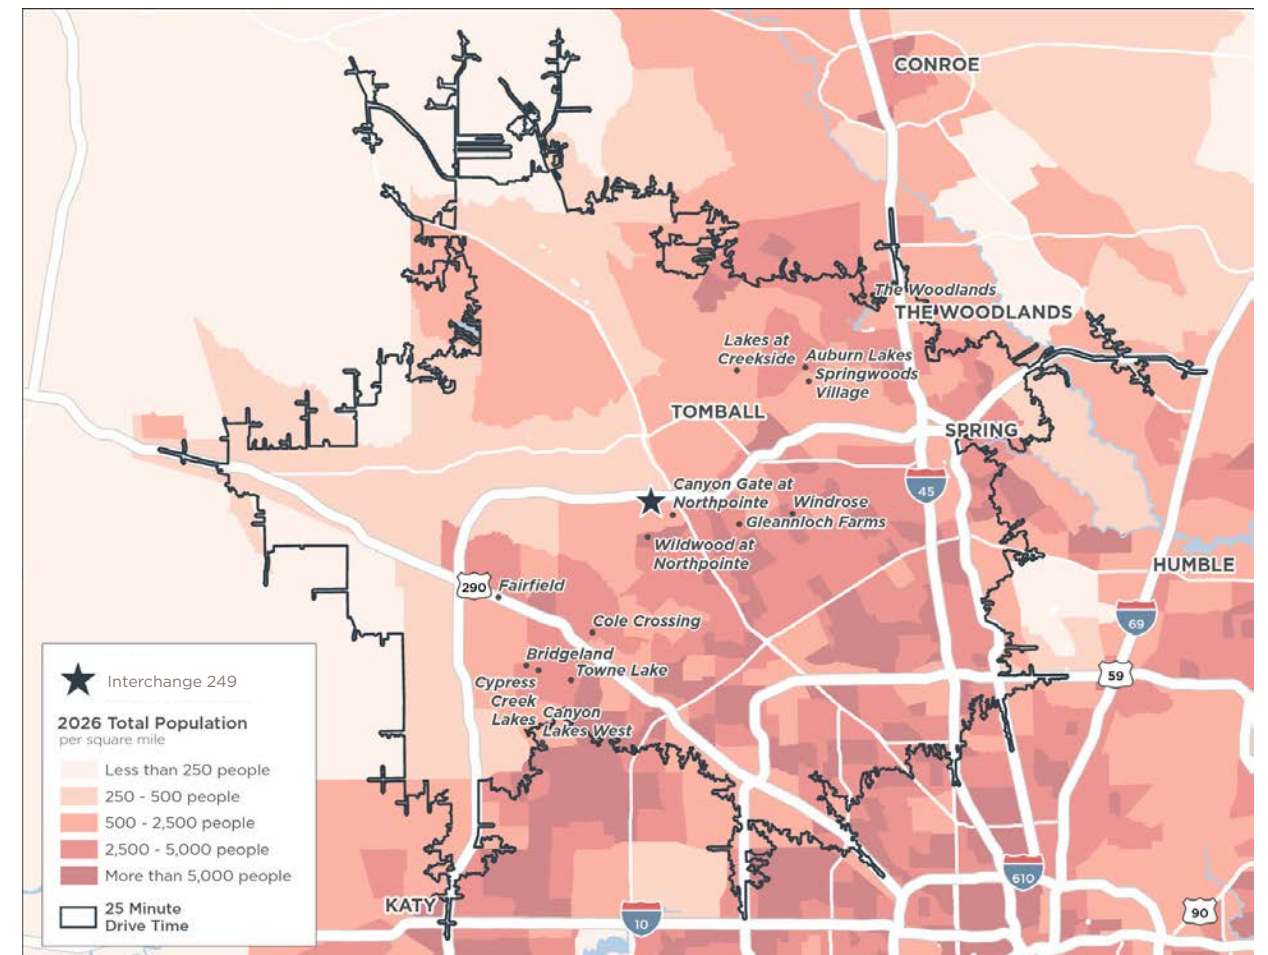 CONROE
The Woodlands
THE WOODLANDS
Lakes at
Creekside
Auburn Lakes
Springwoods
Village
TOMBALL
SPRING
45
Canyon Gate at
Northpointe
Windrose
Gleannloch Farms
Wildwood at
Northpointe
HUMBLE
290
Fairfield
69
Cole Crossing
Bridgeland
Towne Lake
59
Cypress
Creek
Lakes
Canyon
Lakes West
Interchange 249
2026 Total Population
per square mile
Less than 250 people
250 - 500 people
500 - 2,500 people
2,500 - 5,000 people
More than 5,000 people
25 Minute
Drive Time
KATY
10
610
90